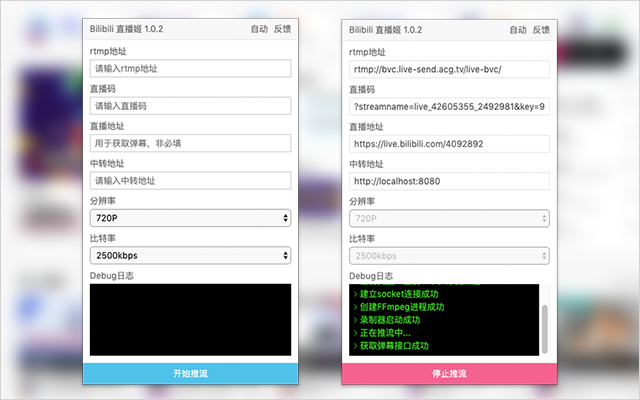 Bilibili 直播姬 1.0.2
自动 反馈
rtmp地址
请输入rtmp地址
直播码
请输入直播码
直播地址
用于获取弹幕，非必填
中转地址
请输入中转地址
分辨率
720P
比特率
2500kbps
Debug日志
开始推流
Bilibili 直播姬 1.0.2
自动 反馈
rtmp地址
rtmp://bvc.live-send.acg.tv/live-bvc/
直播码
?streamname=live_42605355_2492981&key=9
直播地址
https://live.bilibili.com/4092892
中转地址
http://localhost:8080
分辨率
720P
比特率
2500kbps
Debug日志
> 建立socket连接成功
> 创建FFmpeg进程成功
> 录制器启动成功
> 正在推流中...
> 获取弹幕接口成功
停止推流